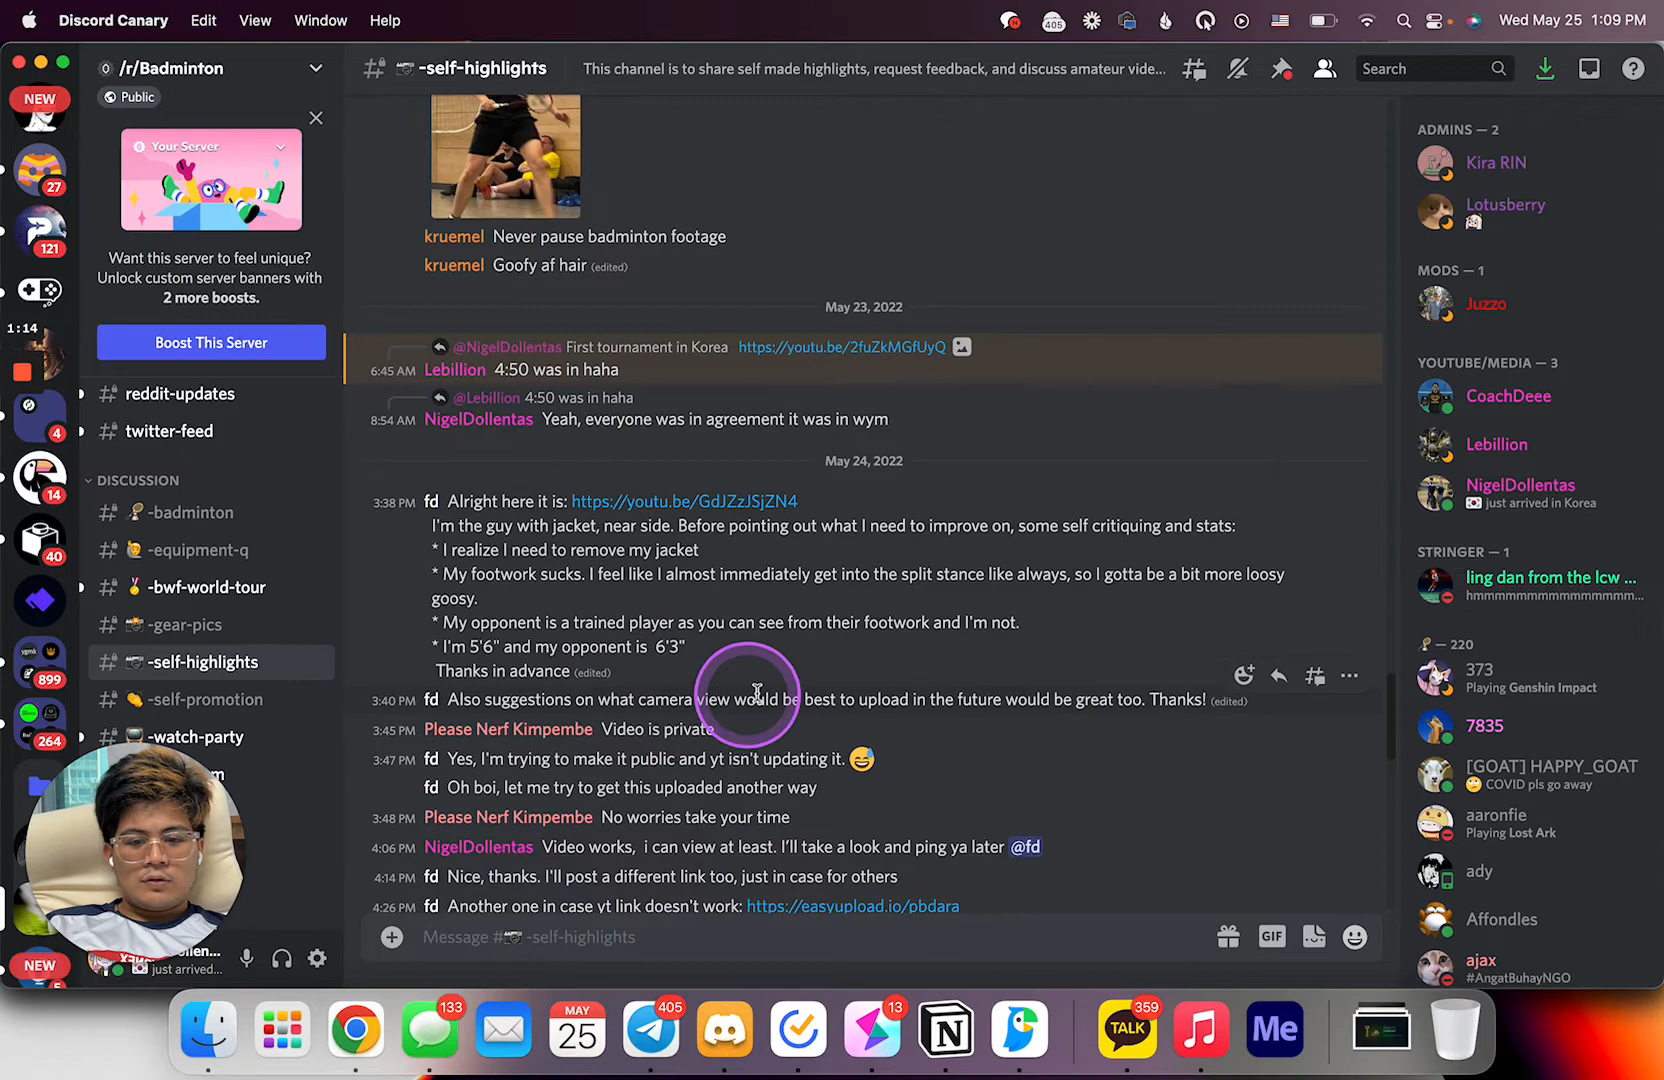 Discord Canary Edit View Window Help
405
Wed May 25 1:09 PM
/r/Badminton
Public
NEW
27
121
1:14
4
14
40
899
264
NEW
5
Your Server
Want this server to feel unique?
Unlock custom server banners with
2 more boosts.
Boost This Server
reddit-updates
twitter-feed
DISCUSSION
-badminton
-equipment-q
-bwf-world-tour
-gear-pics
-self-highlights
-self-promotion
-watch-party
just arrived...
-self-highlights
This channel is to share self made highlights, request feedback, and discuss amateur vide...
Search
kruemel Never pause badminton footage
kruemel Goofy af hair (edited)
May 23, 2022
@NigelDollentas First tournament in Korea https://youtu.be/2fuZkMGfUyQ
6:45 AM Lebillion 4:50 was in haha
@Lebillion 4:50 was in haha
8:54 AM NigelDollentas Yeah, everyone was in agreement it was in wym
May 24, 2022
3:38 PM fd Alright here it is: https://youtu.be/GdJZzJSjZN4
I'm the guy with jacket, near side. Before pointing out what I need to improve on, some self critiquing and stats:
* I realize I need to remove my jacket
* My footwork sucks. I feel like I almost immediately get into the split stance like always, so I gotta be a bit more loosy
goosy.
* My opponent is a trained player as you can see from their footwork and I'm not.
* I'm 5'6" and my opponent is 6'3"
Thanks in advance (edited)
3:40 PM fd Also suggestions on what camera view would be best to upload in the future would be great too. Thanks! (edited)
3:45 PM Please Nerf Kimpembe Video is private
3:47 PM fd Yes, I'm trying to make it public and yt isn't updating it. 😅
fd Oh boi, let me try to get this uploaded another way
3:48 PM Please Nerf Kimpembe No worries take your time
4:06 PM NigelDollentas Video works, i can view at least. I'll take a look and ping ya later @fd
4:14 PM fd Nice, thanks. I'll post a different link too, just in case for others
4:26 PM fd Another one in case yt link doesn't work: https://easyupload.io/pbdara
Message #📷 -self-highlights
GIF
ADMINS — 2
Kira RIN
Lotusberry
MODS — 1
Juzzo
YOUTUBE/MEDIA — 3
CoachDeee
Lebillion
NigelDollentas
just arrived in Korea
STRINGER — 1
ling dan from the lcw ...
hmmmmmmmmmmmmmmm...
— 220
373
Playing Genshin Impact
7835
[GOAT] HAPPY_GOAT
COVID pls go away
aaronfie
Playing Lost Ark
ady
Affondles
ajax
#AngatBuhayNGO
133
MAY
25
405
13
359
TALK
Me